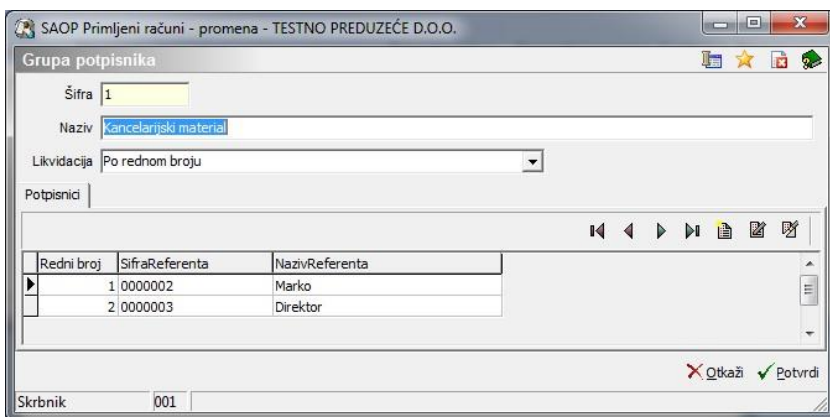 SAOP Primljeni računi - promena - TESTNO PREDUZEĆE D.O.O.
Grupa potpisnika
Šifra 1
Naziv Kancelarijski material
Likvidacija Po rednom broju
Potpisnici
Redni broj SifraReferenta NazivReferenta
1 0000002 Marko
2 0000003 Direktor
Otkaži Potvrdi
Skrbnik 001